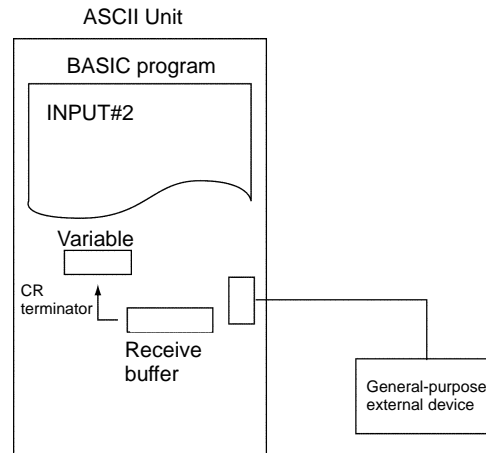 ASCII Unit
BASIC program
INPUT#2
Variable
CR
terminator
Receive
buffer
General-purpose
external device